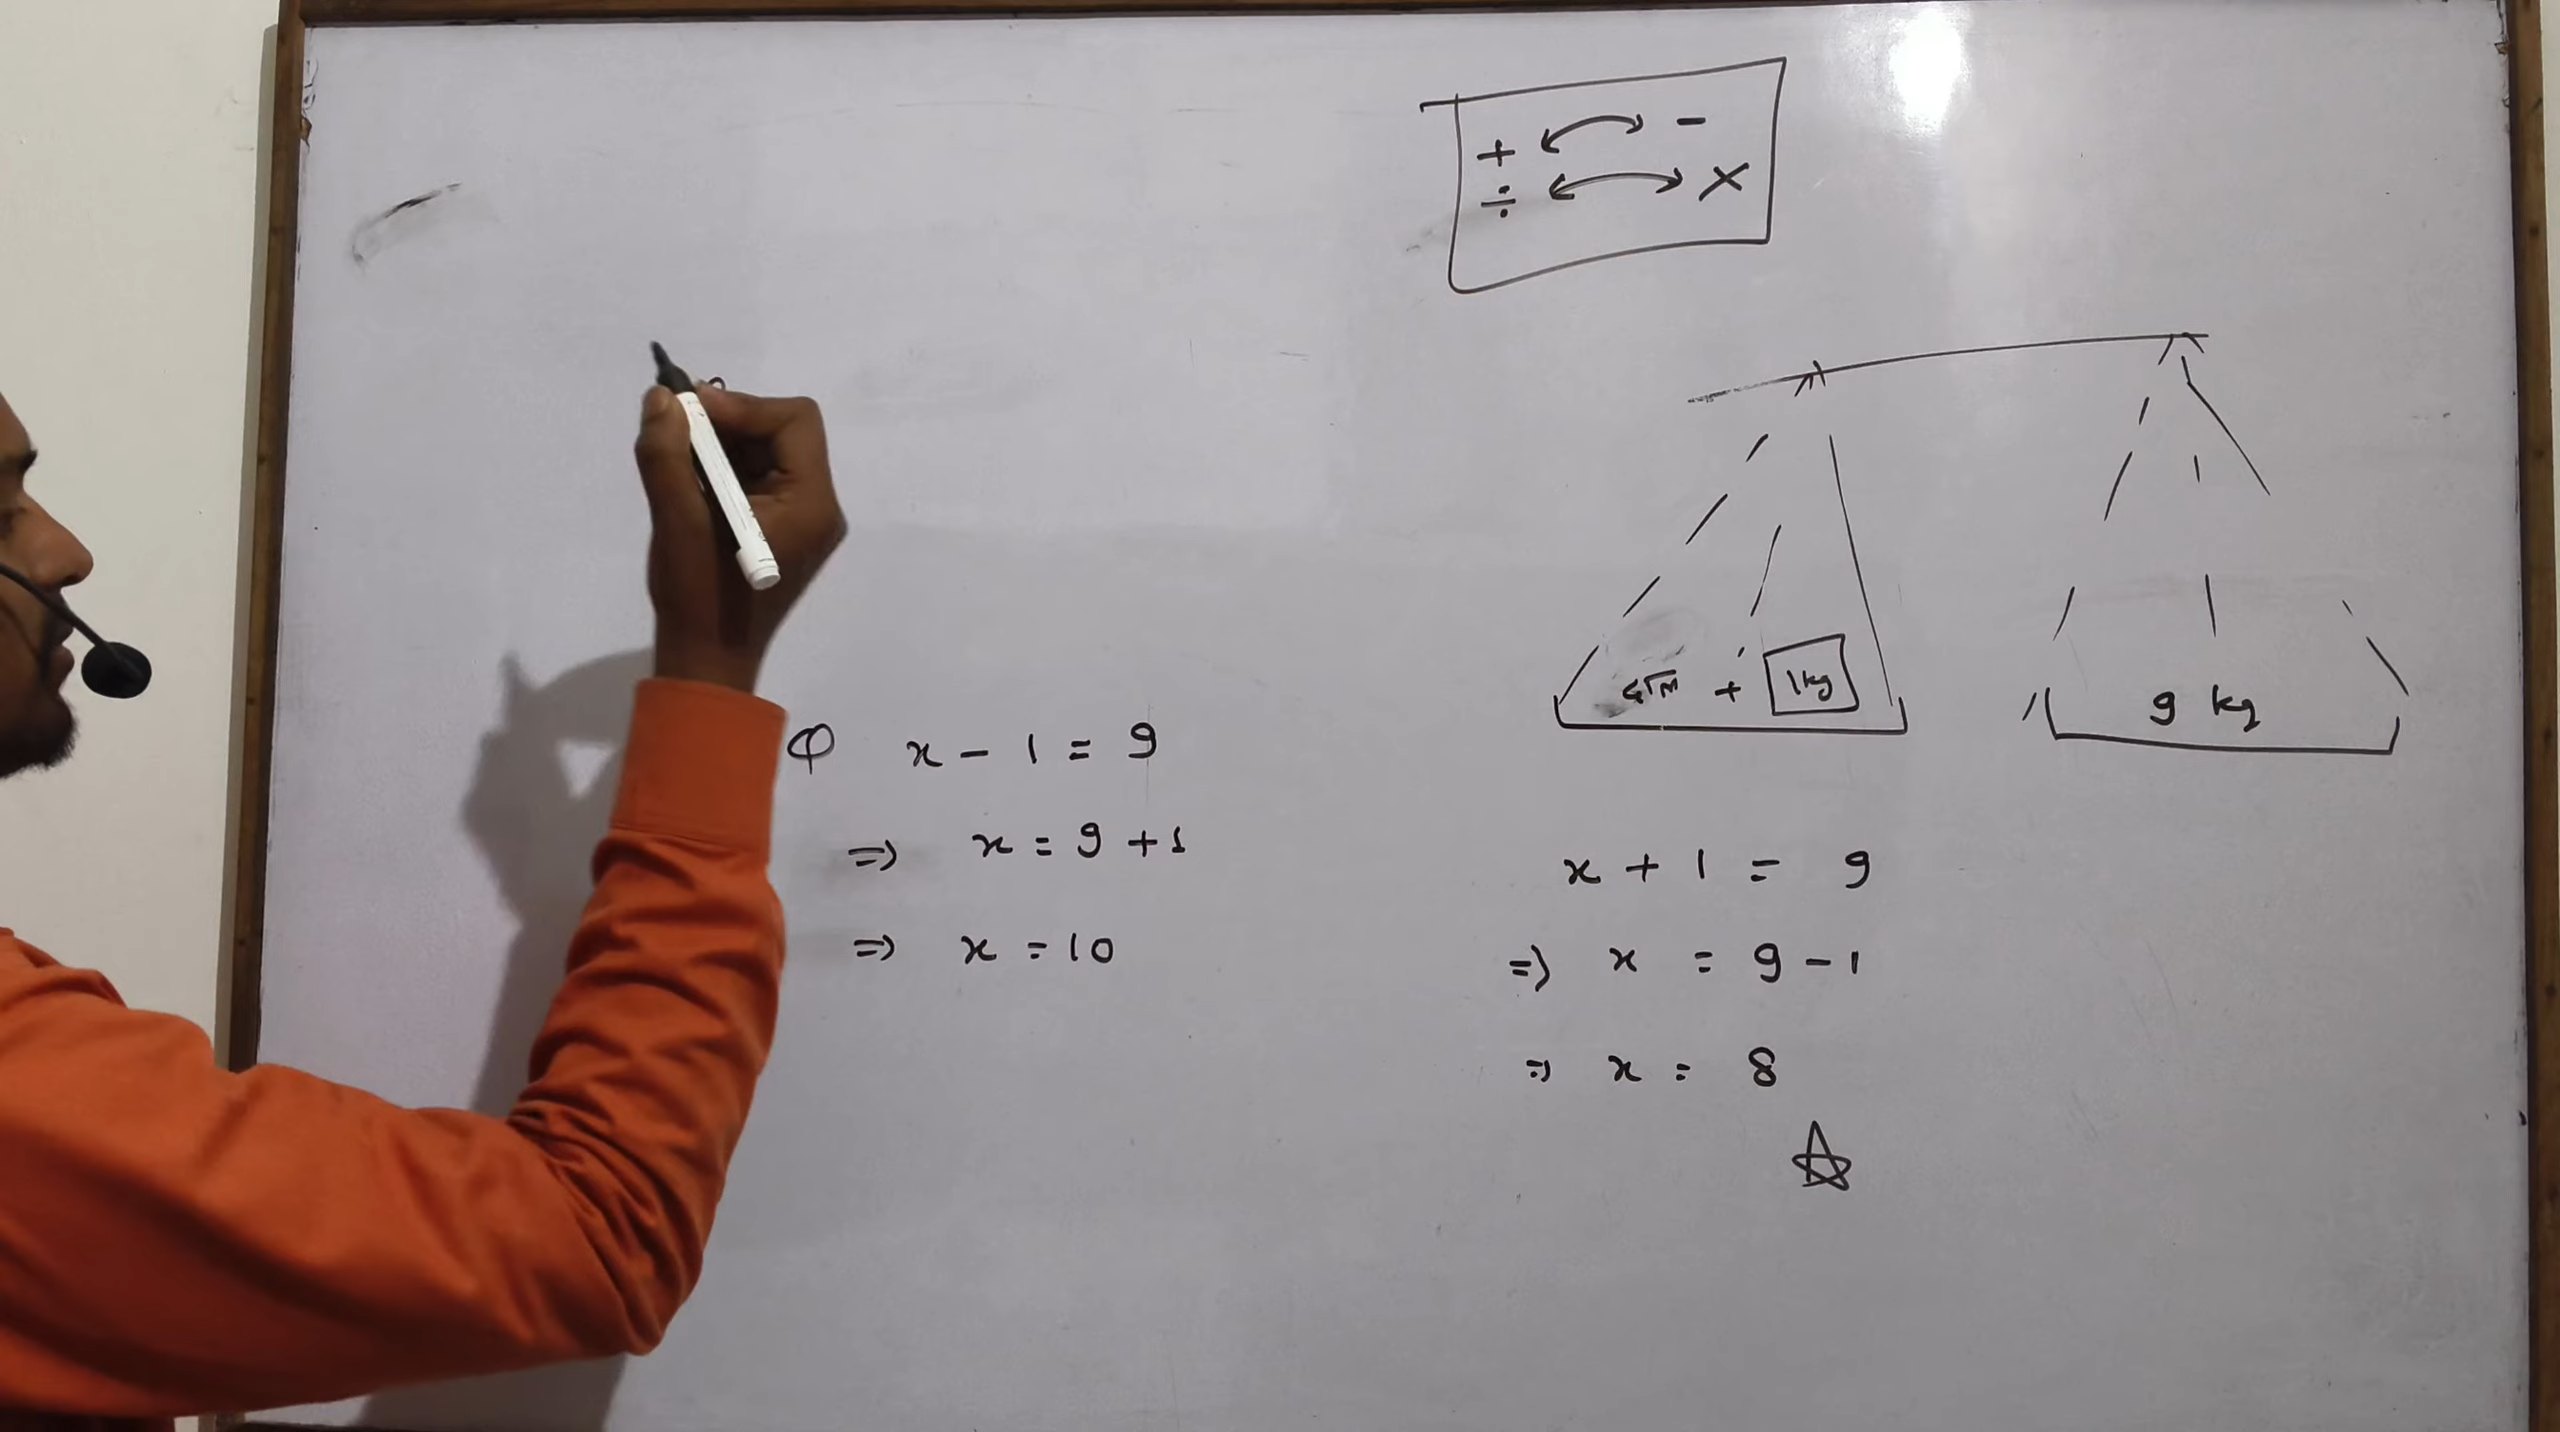 + ↔ -
÷ ↔ ×
+ 1kg
9 kg
Q x - 1 = 9
=> x = 9 + 1
=> x = 10
x + 1 = 9
=> x = 9 - 1
=> x = 8